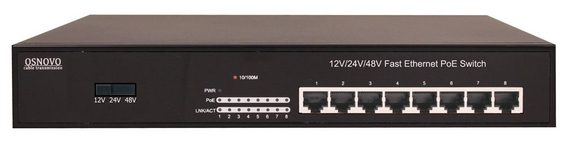 QSNOVO
cable transmission
12V/24V/48V Fast Ethernet PoE Switch
10/100M
12V 24V 48V
PWR
PoE
LNK/ACT
1 2 3 4 5 6 7 8
1 2 3 4 5 6 7 8